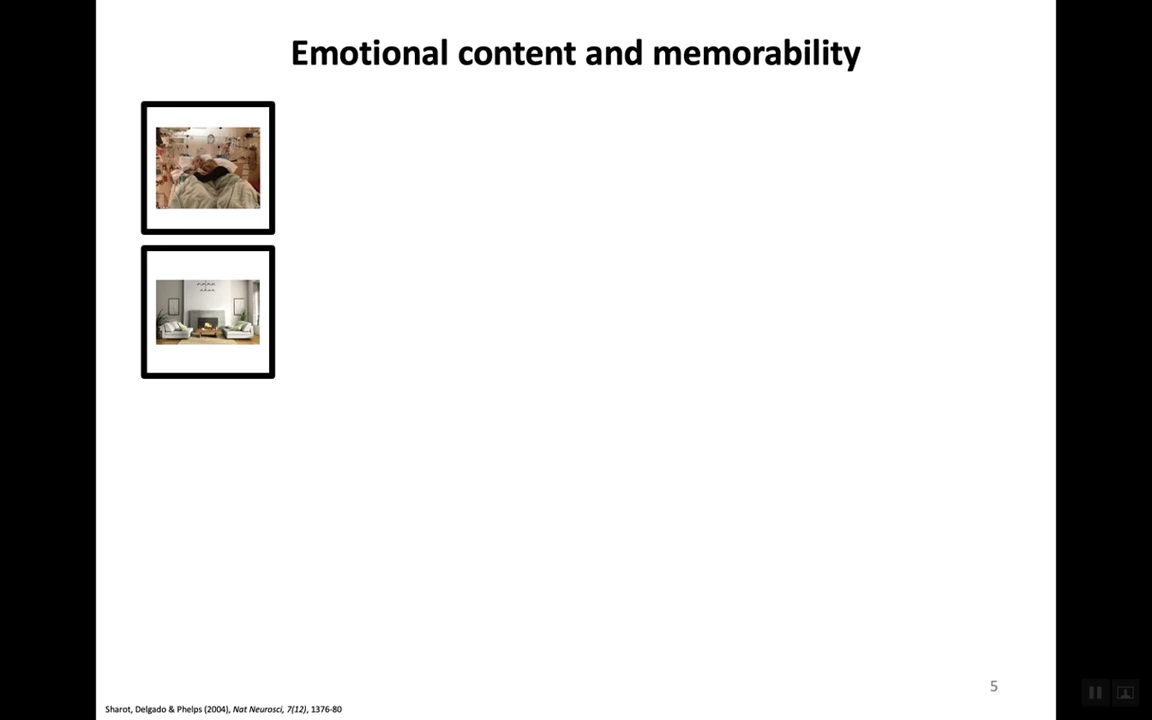 Emotional content and memorability
5
Sharot, Delgado & Phelps (2004), Nat Neurosci, 7(12), 1376-80